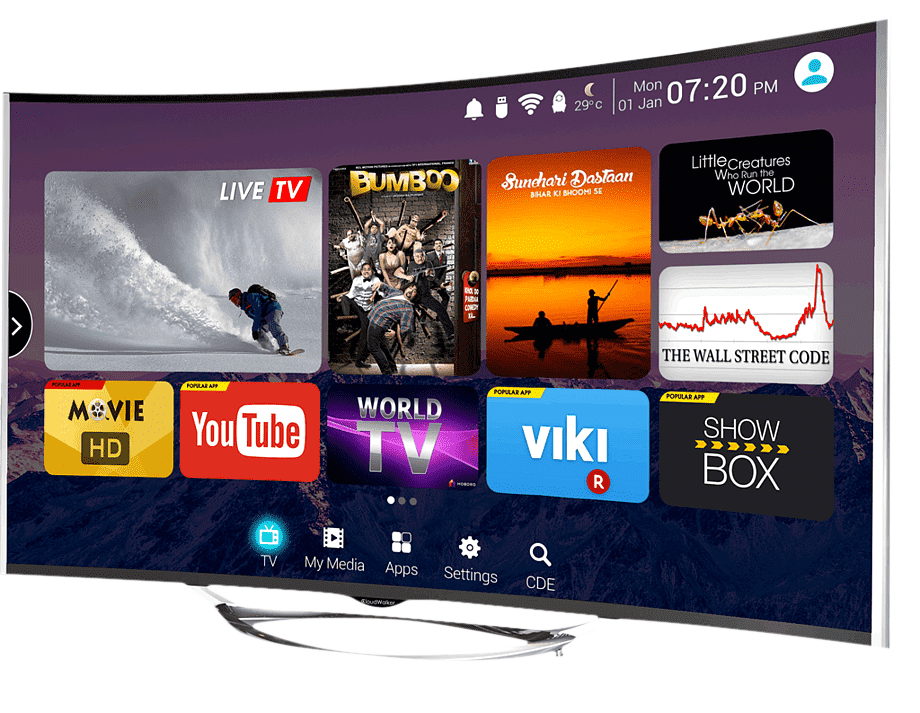 Mon
01 Jan
07:20 PM
29°c
LIVE TV
BUMBOO
Sunehari Dastaan
BIHAR KI BHOOMI SE
Little Creatures
Who Run the
WORLD
THE WALL STREET CODE
POPULAR APP
MOVIE
HD
POPULAR APP
YouTube
WORLD
TV
POPULAR APP
VIKI
R
POPULAR APP
SHOW
BOX
TV
My Media
Apps
Settings
CDE
CloudWalker